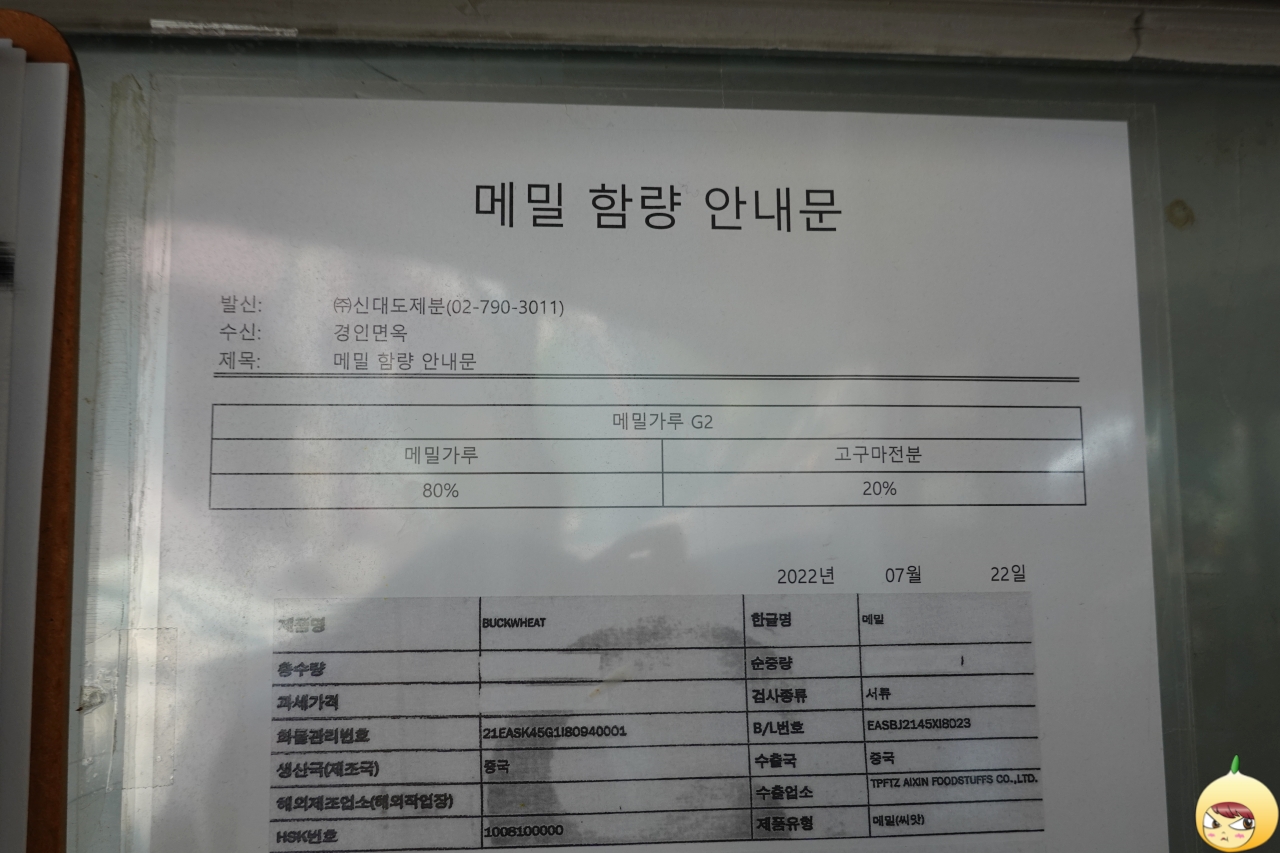 메밀 함량 안내문
발신: ㈜신대도제분(02-790-3011)
수신: 경인면옥
제목: 메밀 함량 안내문
메밀가루 G2
메밀가루 고구마전분
80% 20%
2022년 07월 22일
제품명 BUCKWHEAT 한글명 메밀
총수량 순중량
과세가격 검사종류 서류
화물관리번호 21EASK45G1I80940001 B/L번호 EASBJ2145XI8023
생산국(제조국) 중국 수출국 중국
해외제조업소(해외작업장) 수출업소 TPFTZ AIXIN FOODSTUFFS CO.,LTD.
HSK번호 1008100000 제품유형 메밀(씨앗)